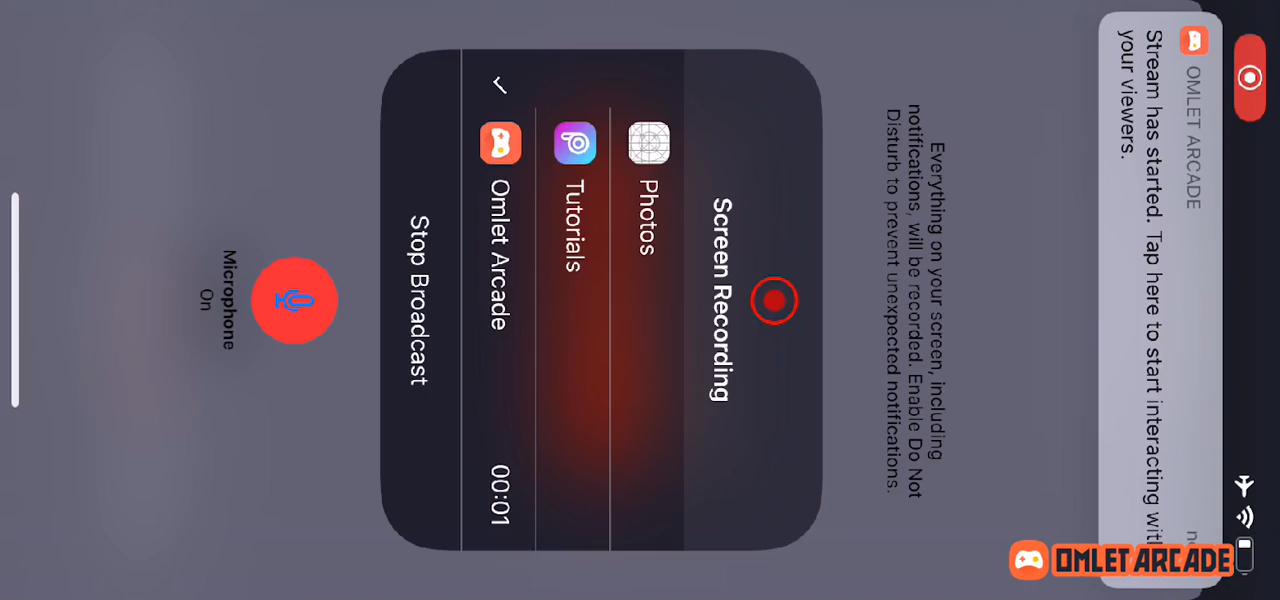 OMLET ARCADE
Stream has started. Tap here to start interacting with
your viewers.
Everything on your screen, including
notifications, will be recorded. Enable Do Not
Disturb to prevent unexpected notifications.
Screen Recording
Photos
Tutorials
Omlet Arcade 00:01
Stop Broadcast
Microphone
On
OMLET ARCADE